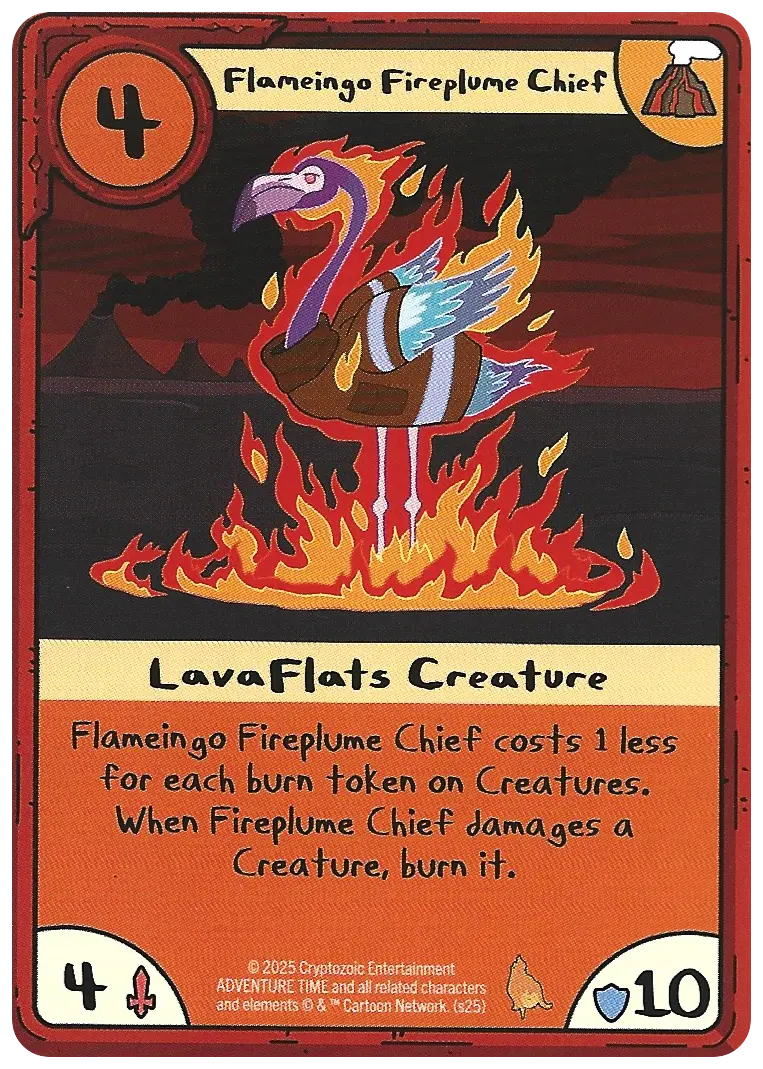 4
Flameingo Fireplume Chief
LavaFlats Creature
Flameingo Fireplume Chief costs 1 less
for each burn token on Creatures.
When Fireplume Chief damages a
Creature, burn it.
4
© 2025 Cryptozoic Entertainment
ADVENTURE TIME and all related characters
and elements © & ™ Cartoon Network. (s25)
10